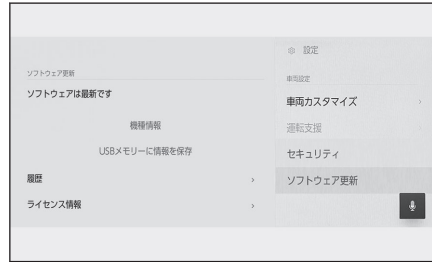 ソフトウェア更新
ソフトウェアは最新です
機種情報
USBメモリーに情報を保存
履歴
ライセンス情報
設定
車両設定
車両カスタマイズ
運転支援
セキュリティ
ソフトウェア更新